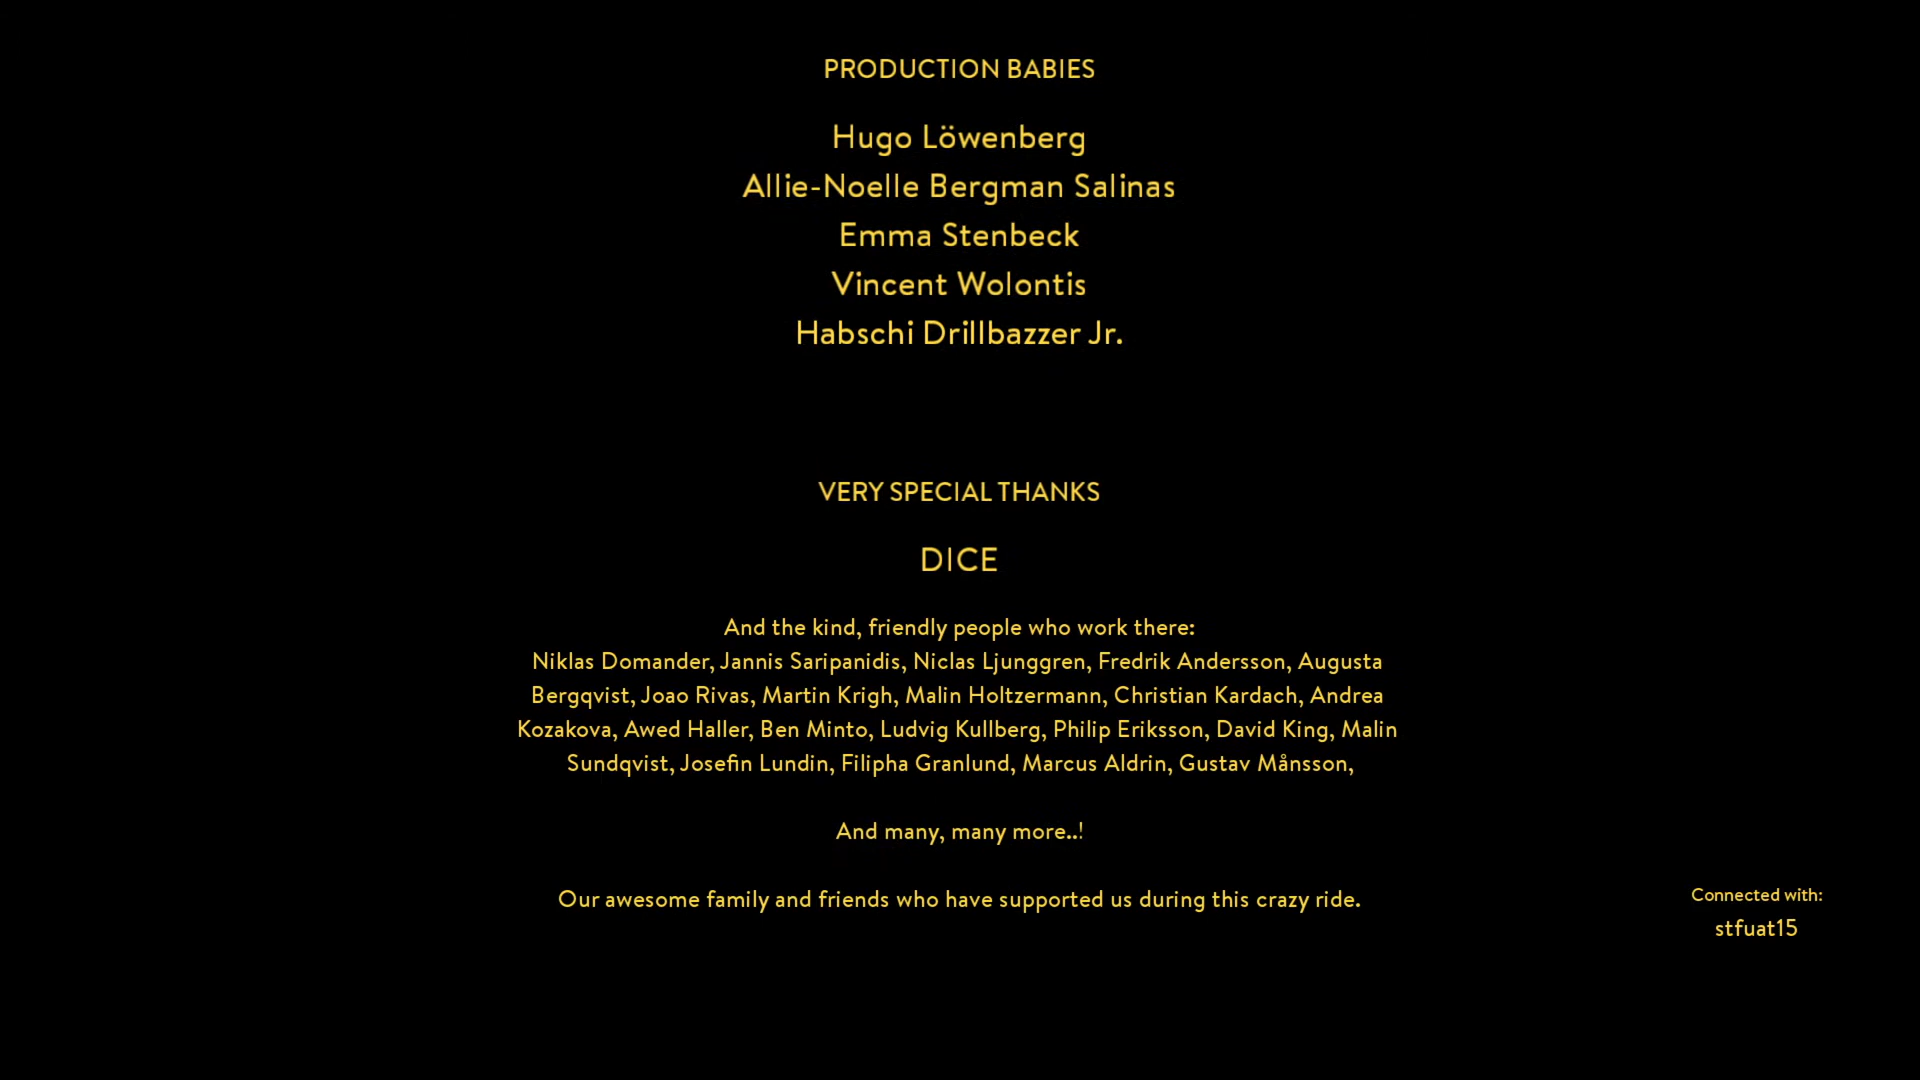 PRODUCTION BABIES
Hugo Löwenberg
Allie-Noelle Bergman Salinas
Emma Stenbeck
Vincent Wolontis
Habschi Drillbazzer Jr.
VERY SPECIAL THANKS
DICE
And the kind, friendly people who work there:
Niklas Domander, Jannis Saripanidis, Niclas Ljunggren, Fredrik Andersson, Augusta
Bergqvist, Joao Rivas, Martin Krigh, Malin Holtzermann, Christian Kardach, Andrea
Kozakova, Awed Haller, Ben Minto, Ludvig Kullberg, Philip Eriksson, David King, Malin
Sundqvist, Josefin Lundin, Filipha Granlund, Marcus Aldrin, Gustav Månsson,
And many, many more..!
Our awesome family and friends who have supported us during this crazy ride.
Connected with:
stfuat15